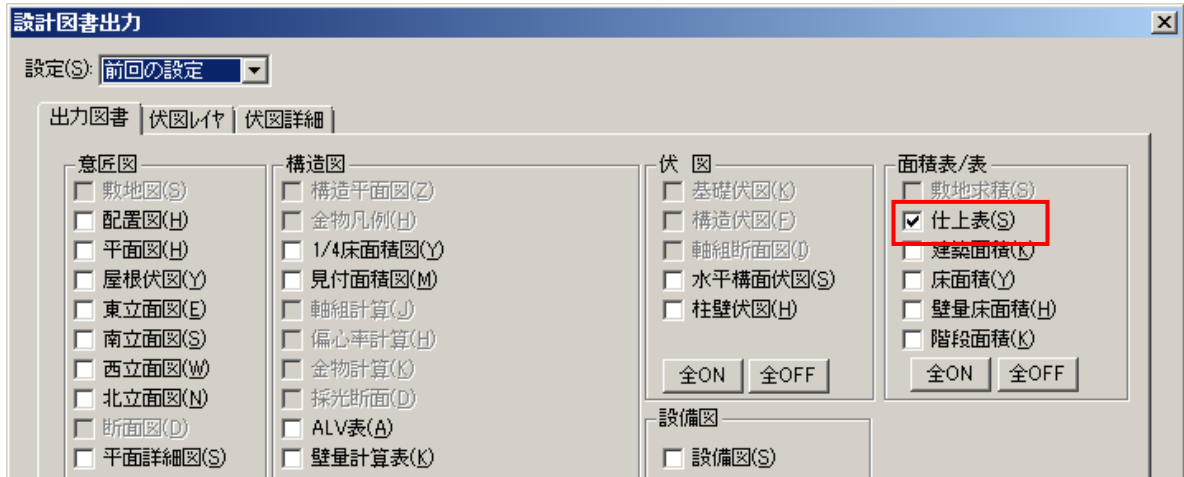 設計図書出力
設定(S): 前回の設定
出力図書 伏図レイヤ 伏図詳細
意匠図
敷地図(S)
配置図(H)
平面図(H)
屋根伏図(Y)
東立面図(E)
南立面図(S)
西立面図(W)
北立面図(N)
断面図(D)
平面詳細図(S)
構造図
構造平面図(Z)
金物凡例(H)
1/4床面積図(Y)
見付面積図(M)
軸組計算(J)
偏心率計算(H)
金物計算(K)
採光断面(D)
ALV表(A)
壁量計算表(K)
伏 図
基礎伏図(K)
構造伏図(F)
軸組断面図(I)
水平構面伏図(S)
柱壁伏図(H)
全ON 全OFF
設備図
設備図(S)
面積表/表
敷地求積(S)
仕上表(S)
建築面積(K)
床面積(Y)
壁量床面積(H)
階段面積(K)
全ON 全OFF